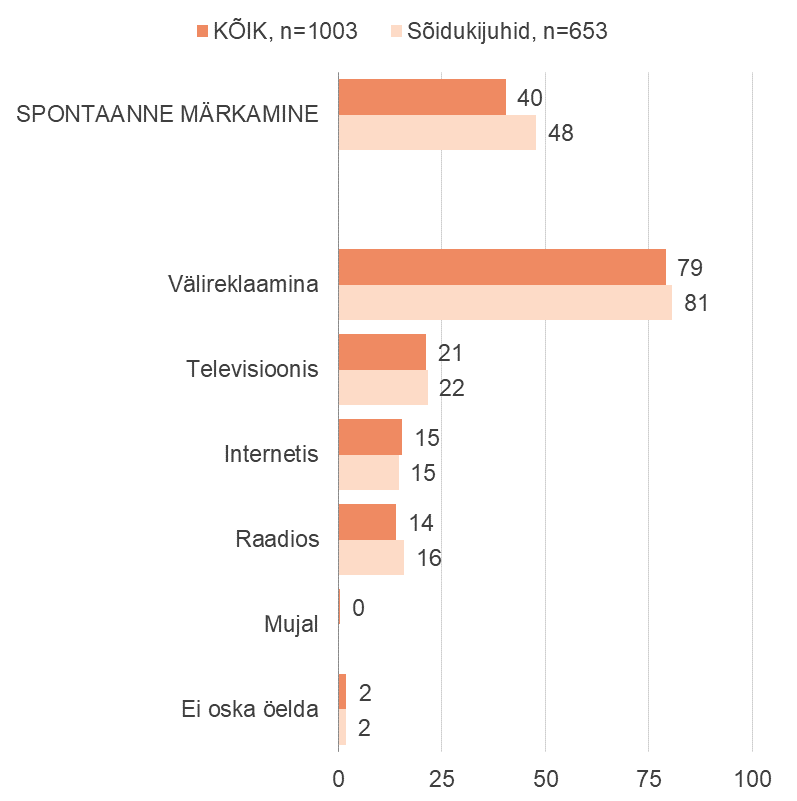 KÕIK, n=1003 Sõidukijuhid, n=653
SPONTAANNE MÄRKAMINE
40
48
Välireklaamina
79
81
Televisioonis
21
22
Internetis
15
15
Raadios
14
16
Mujal
0
Ei oska öelda
2
2
0 25 50 75 100